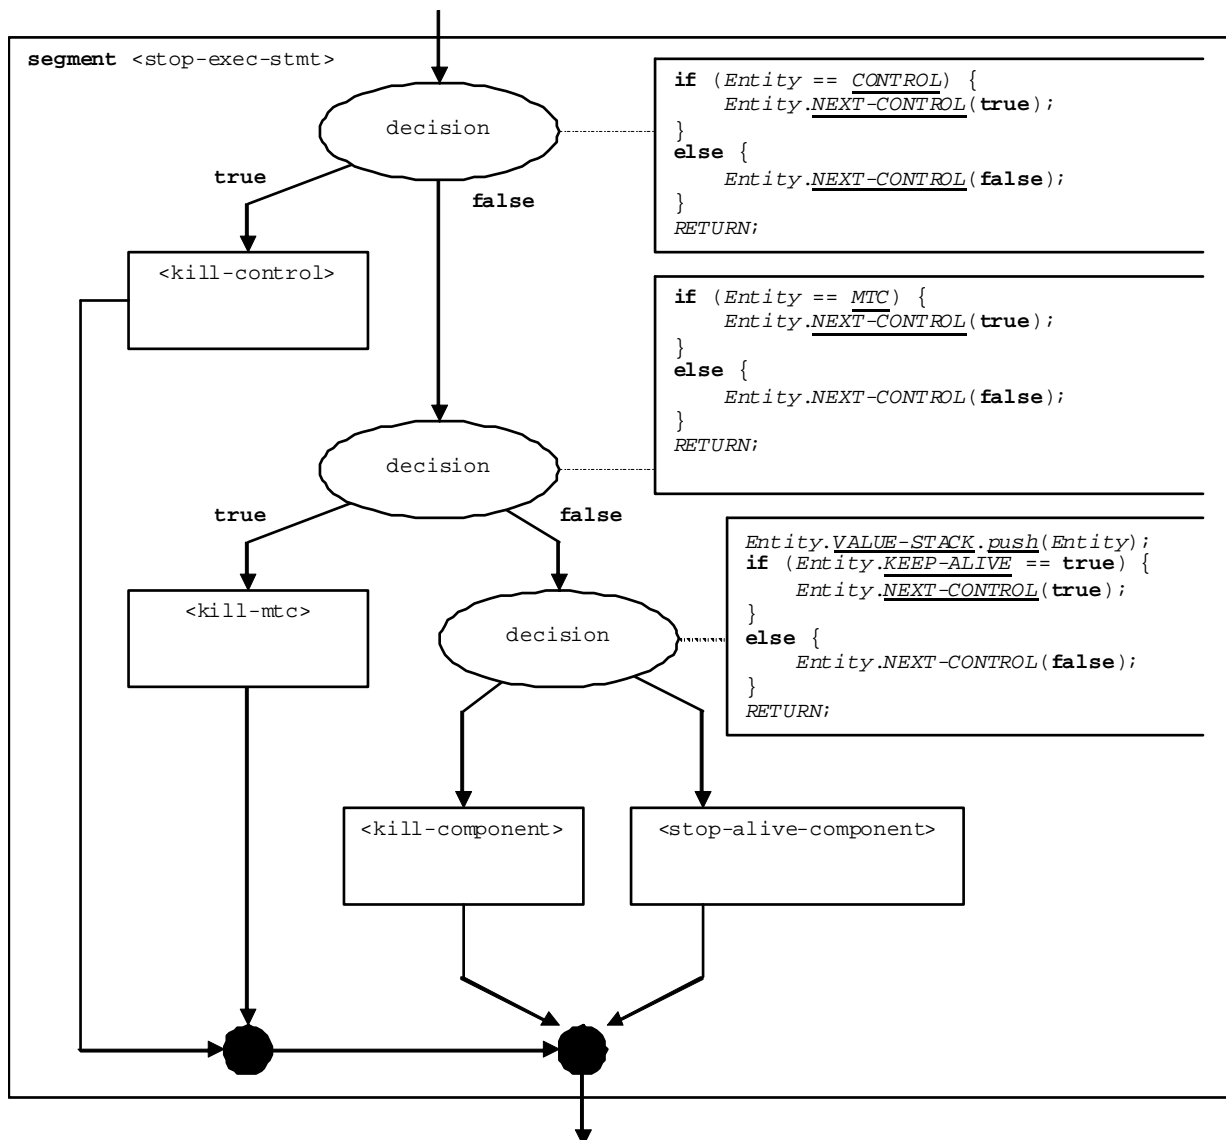 segment <stop-exec-stmt>
decision
if (Entity == CONTROL) {
Entity.NEXT-CONTROL(true);
}
else {
Entity.NEXT-CONTROL(false);
}
RETURN;
true
false
<kill-control>
if (Entity == MTC) {
Entity.NEXT-CONTROL(true);
}
else {
Entity.NEXT-CONTROL(false);
}
RETURN;
decision
true
false
Entity.VALUE-STACK.push(Entity);
if (Entity.KEEP-ALIVE == true) {
Entity.NEXT-CONTROL(true);
}
else {
Entity.NEXT-CONTROL(false);
}
RETURN;
<kill-mtc>
decision
<kill-component>
<stop-alive-component>